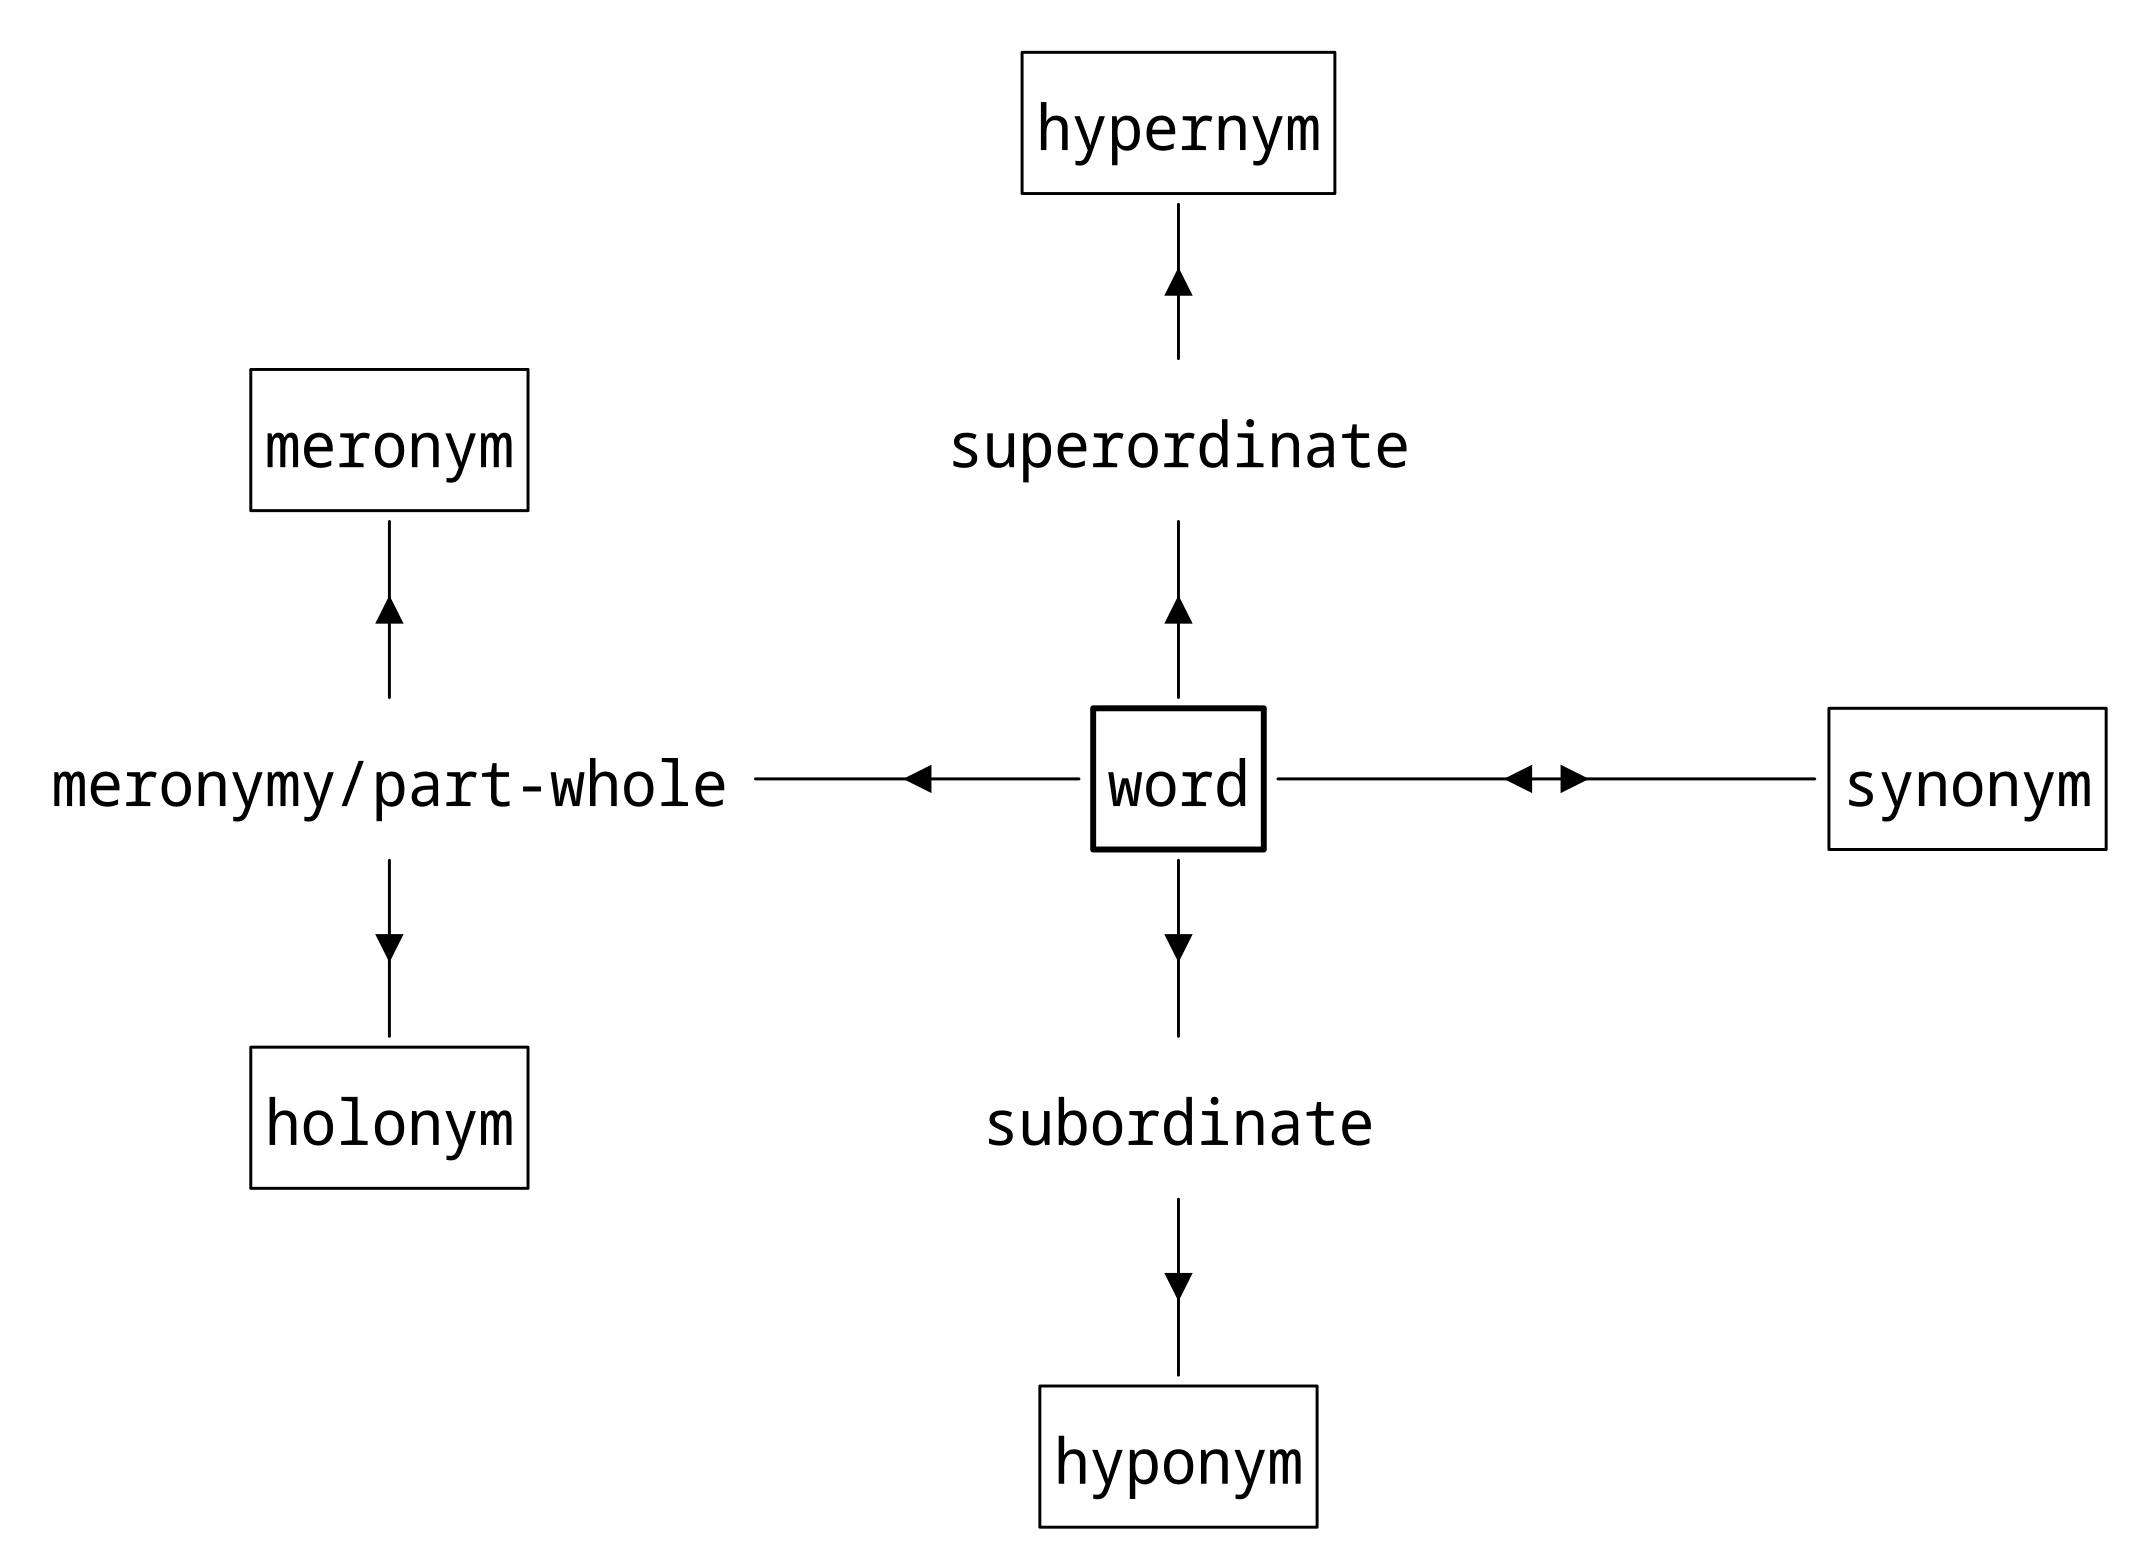 hypernym
meronym
superordinate
meronymy/part-whole
word
synonym
holonym
subordinate
hyponym